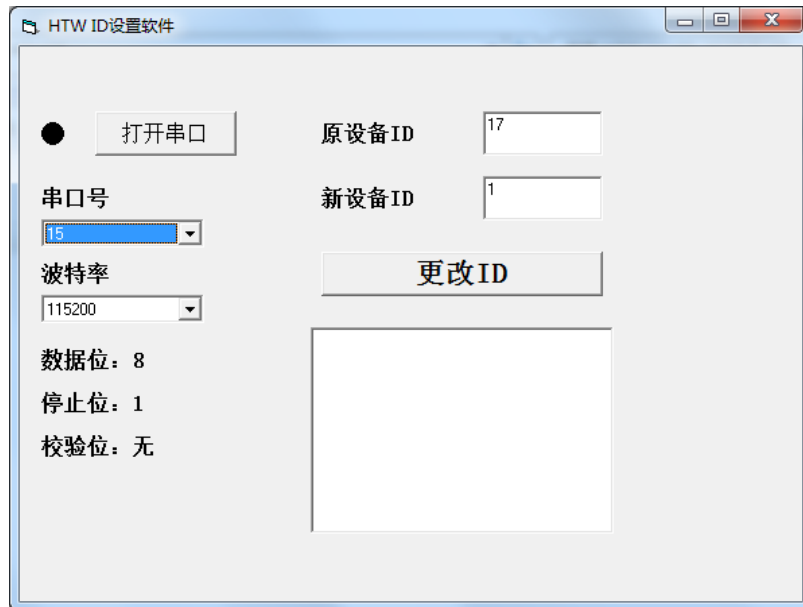 HTW ID设置软件
打开串口
原设备ID
17
串口号
新设备ID
1
15
波特率
更改ID
115200
数据位：8
停止位：1
校验位：无